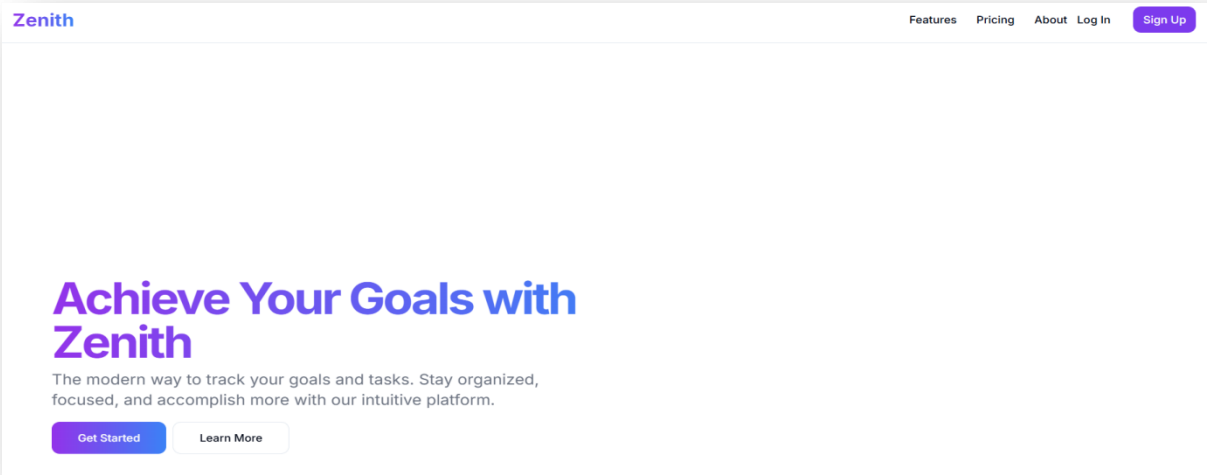 Zenith
Features Pricing About Log In Sign Up
Achieve Your Goals with
Zenith
The modern way to track your goals and tasks. Stay organized,
focused, and accomplish more with our intuitive platform.
Get Started Learn More